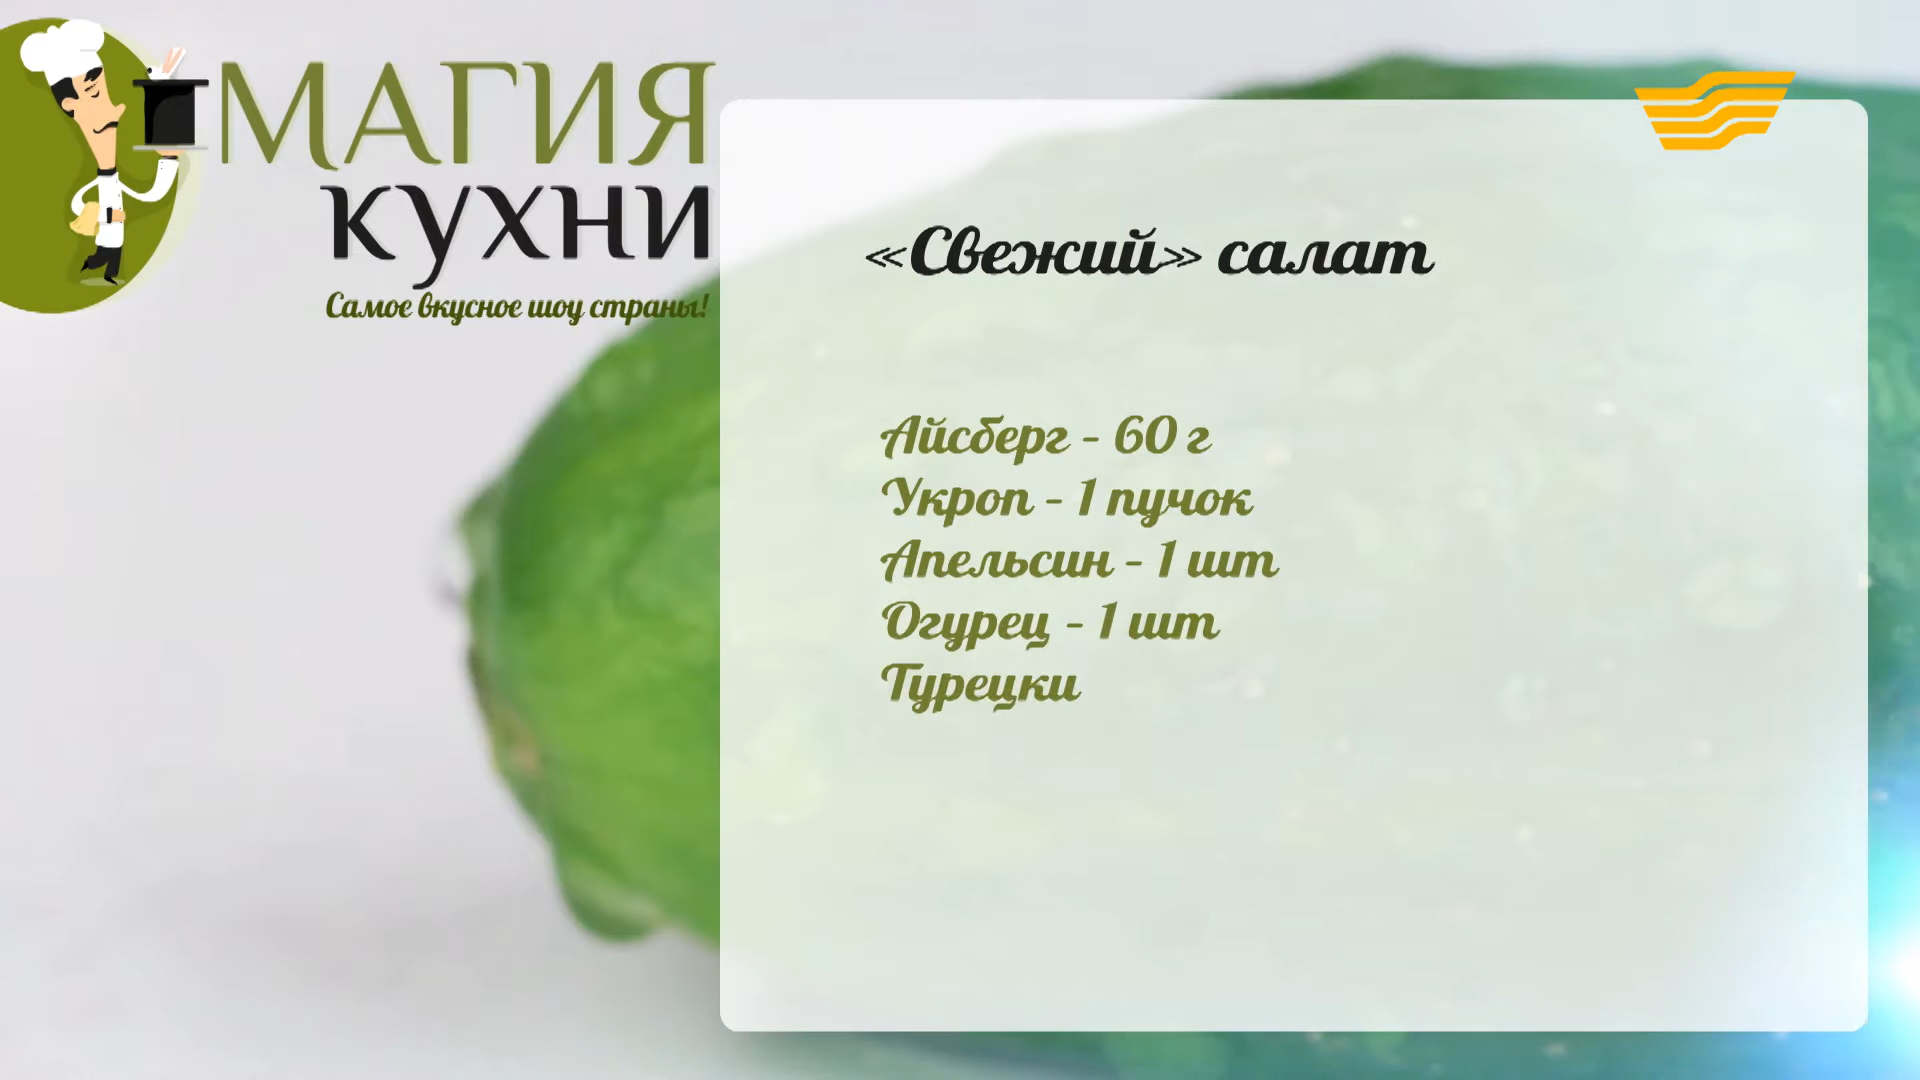 МАГИЯ
кухни
Самое вкусное шоу страны!
«Свежий» салат
Айсберг – 60 г
Укроп – 1 пучок
Апельсин – 1 шт
Огурец – 1 шт
Турецки